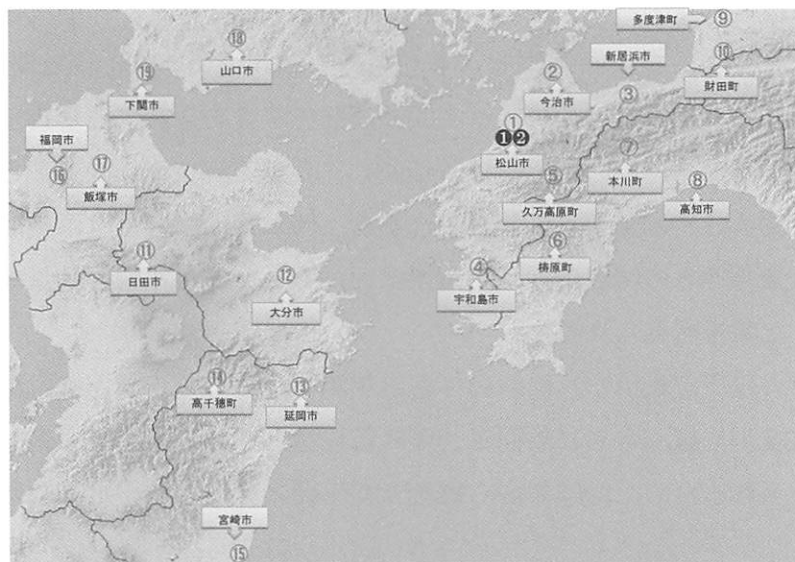 多度津町
⑨
⑱
山口市
新居浜市
⑩
財田町
⑲
下関市
②
今治市
③
①
❶❷
松山市
福岡市
⑯
⑰
飯塚市
⑦
本川町
⑤
久万高原町
⑧
高知市
⑥
梼原町
⑪
日田市
⑫
大分市
④
宇和島市
⑭
高千穂町
⑬
延岡市
宮崎市
⑮